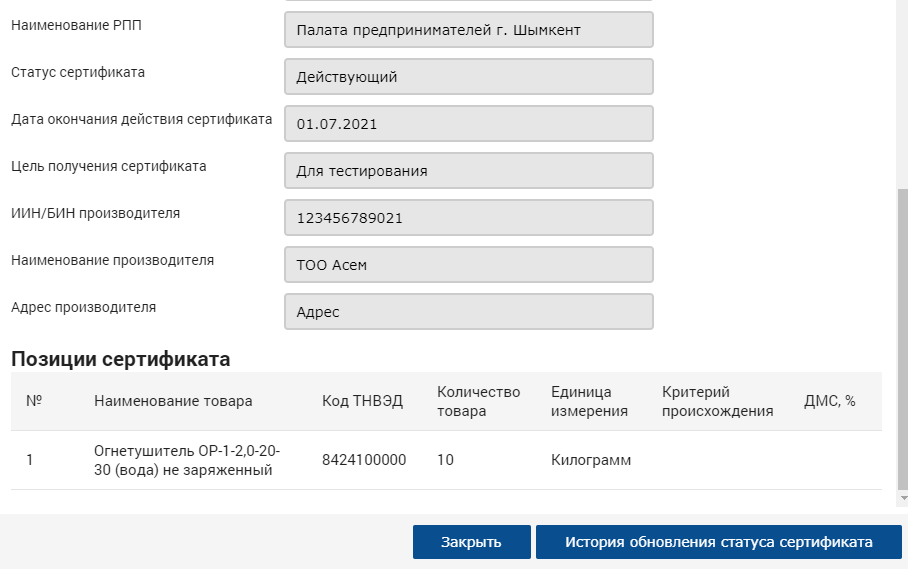 Наименование РПП
Палата предпринимателей г. Шымкент
Статус сертификата
Действующий
Дата окончания действия сертификата
01.07.2021
Цель получения сертификата
Для тестирования
ИИН/БИН производителя
123456789021
Наименование производителя
ТОО Асем
Адрес производителя
Адрес
Позиции сертификата
№
Наименование товара
Код ТНВЭД
Количество
товара
Единица
измерения
Критерий
происхождения
ДМС, %
1
Огнетушитель ОР-1-2,0-20-
30 (вода) не заряженный
8424100000
10
Килограмм
Закрыть
История обновления статуса сертификата